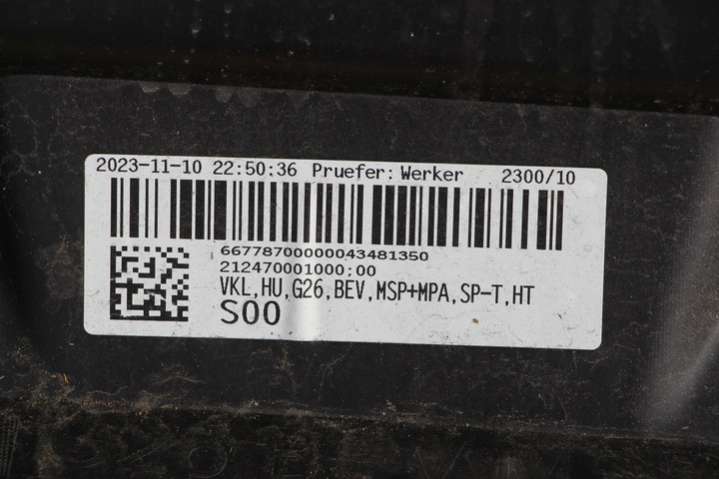 2023-11-10 22:50:36 Pruefer: Werker 2300/10
66778700000043481350
212470001000;00
VKL,HU,G26,BEV,MSP+MPA,SP-T,HT
S00